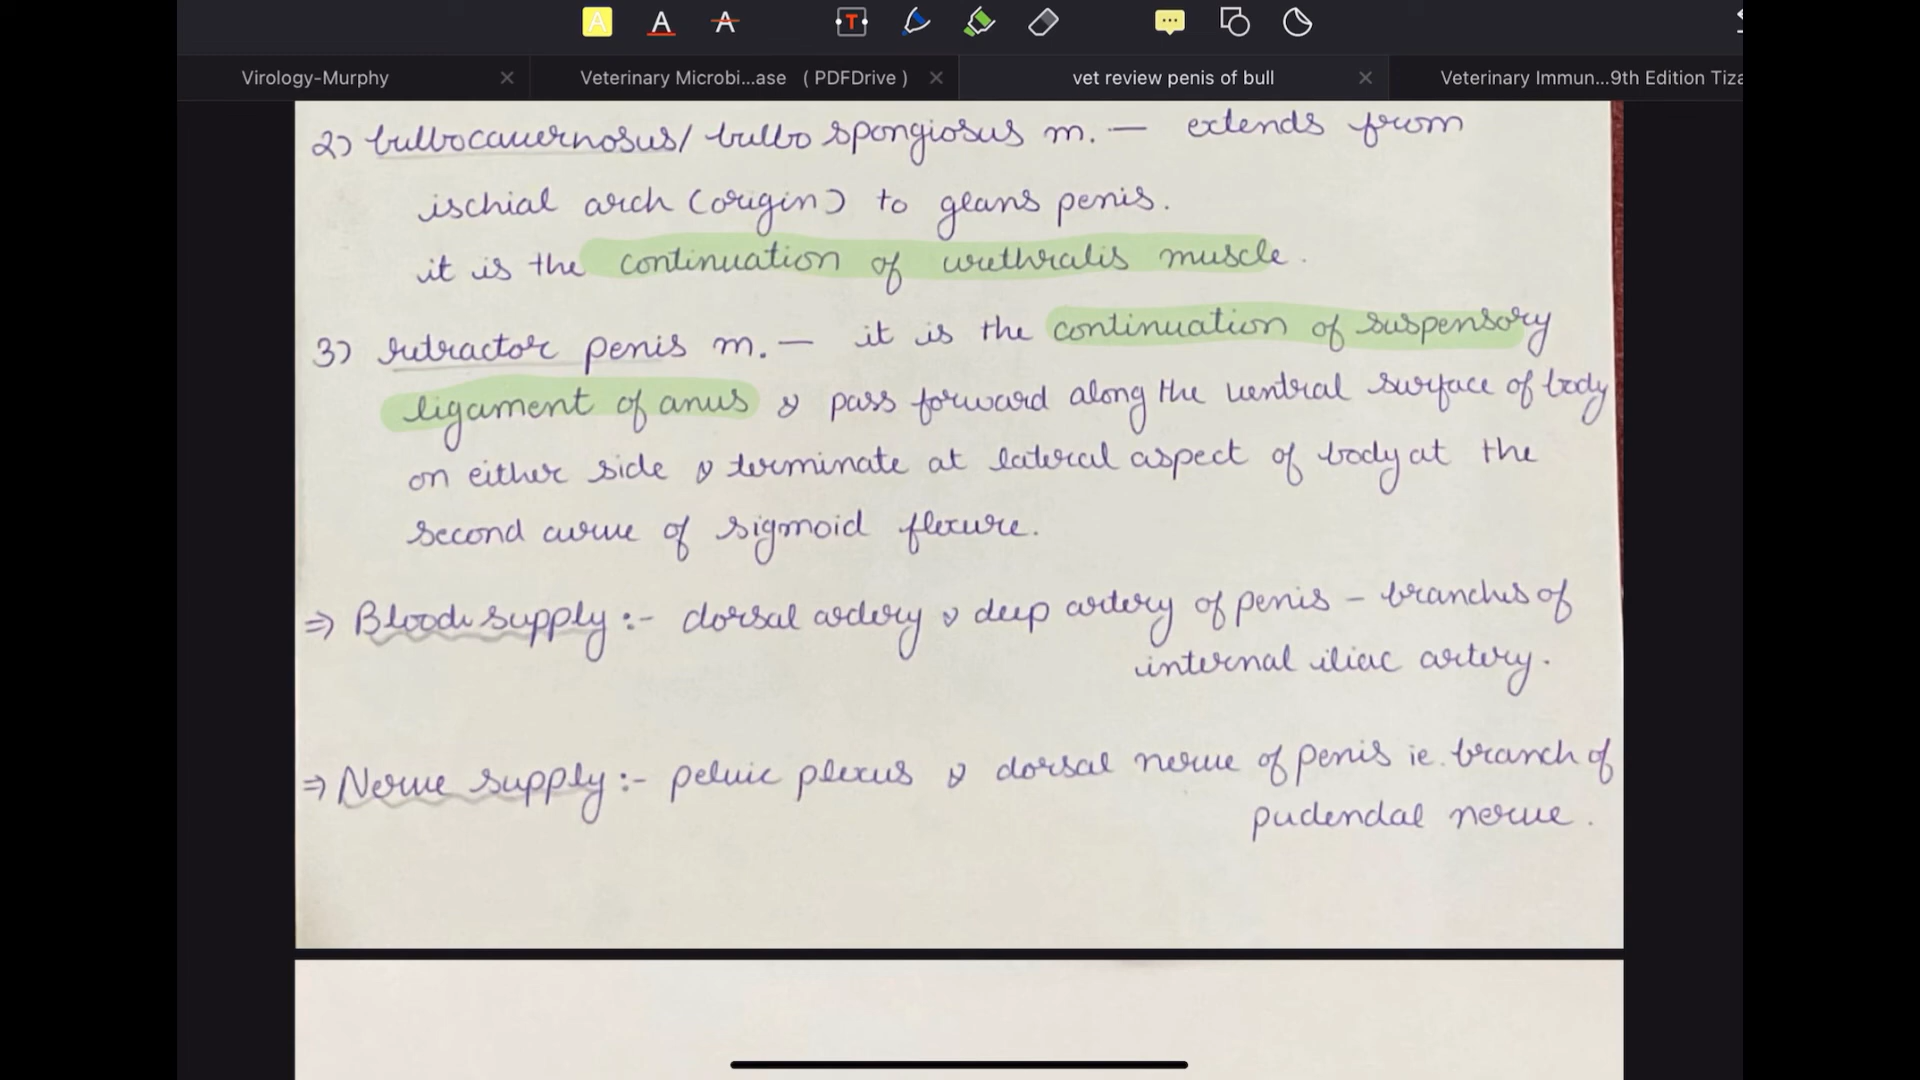 Virology-Murphy
Veterinary Microbi...ase ( PDFDrive )
vet review penis of bull
Veterinary Immun...9th Edition Tiza
2) bulbocavernosus/ bulbo spongiosus m. — extends from
ischial arch (origin) to glans penis.
it is the continuation of urethralis muscle.
3) retractor penis m. — it is the continuation of suspensory
ligament of anus & pass forward along the ventral surface of body
on either side & terminate at lateral aspect of body at the
second curve of sigmoid flexure.
⇒ Blood supply :- dorsal artery & deep artery of penis – branches of
internal iliac artery.
⇒ Nerve supply :- pelvic plexus & dorsal nerve of penis ie. branch of
pudendal nerve.